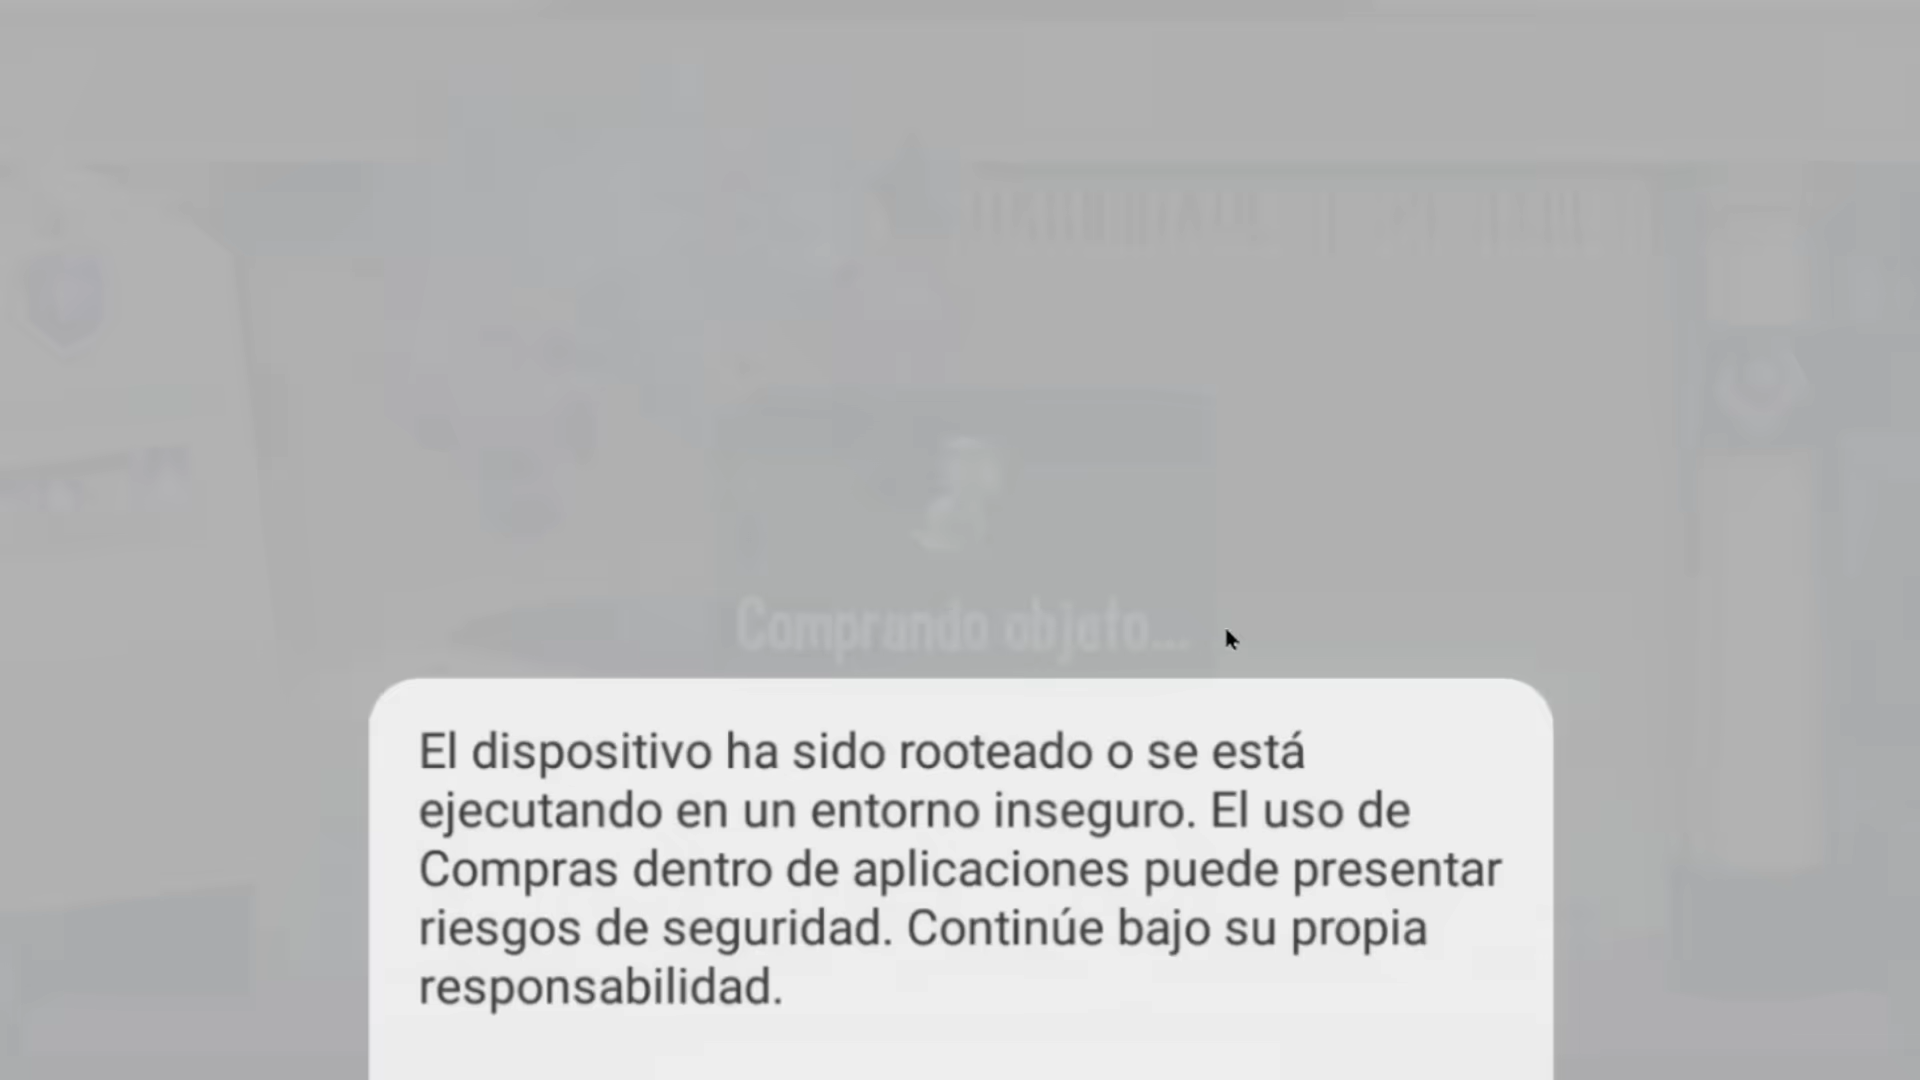 Comprando objeto...
El dispositivo ha sido rooteado o se está
ejecutando en un entorno inseguro. El uso de
Compras dentro de aplicaciones puede presentar
riesgos de seguridad. Continúe bajo su propia
responsabilidad.